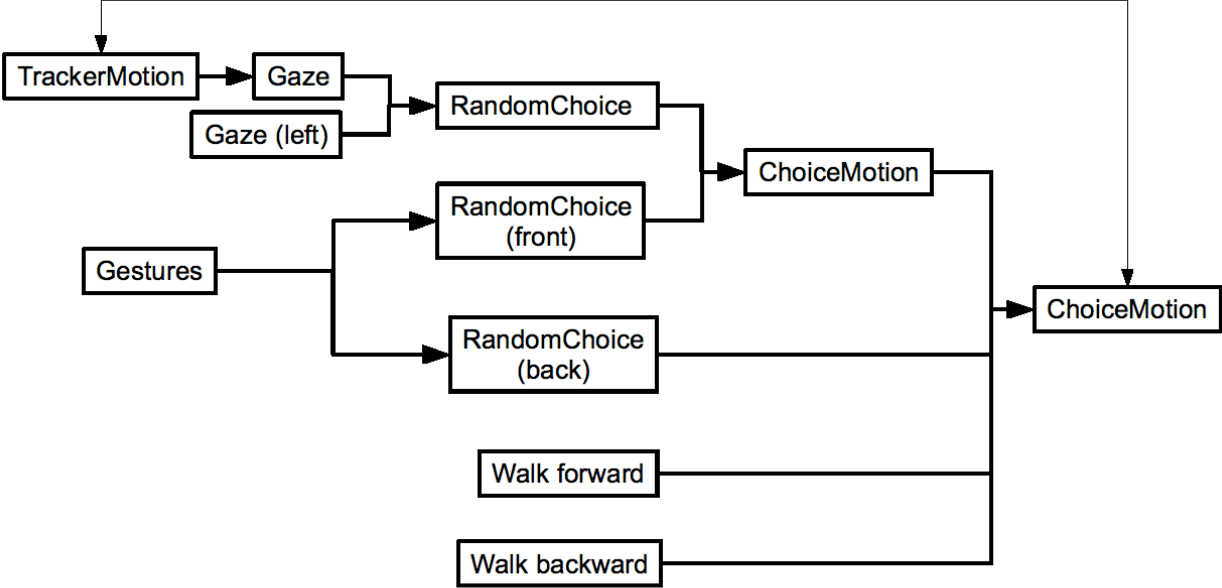 TrackerMotion
Gaze
Gaze (left)
RandomChoice
ChoiceMotion
RandomChoice
(front)
Gestures
ChoiceMotion
RandomChoice
(back)
Walk forward
Walk backward